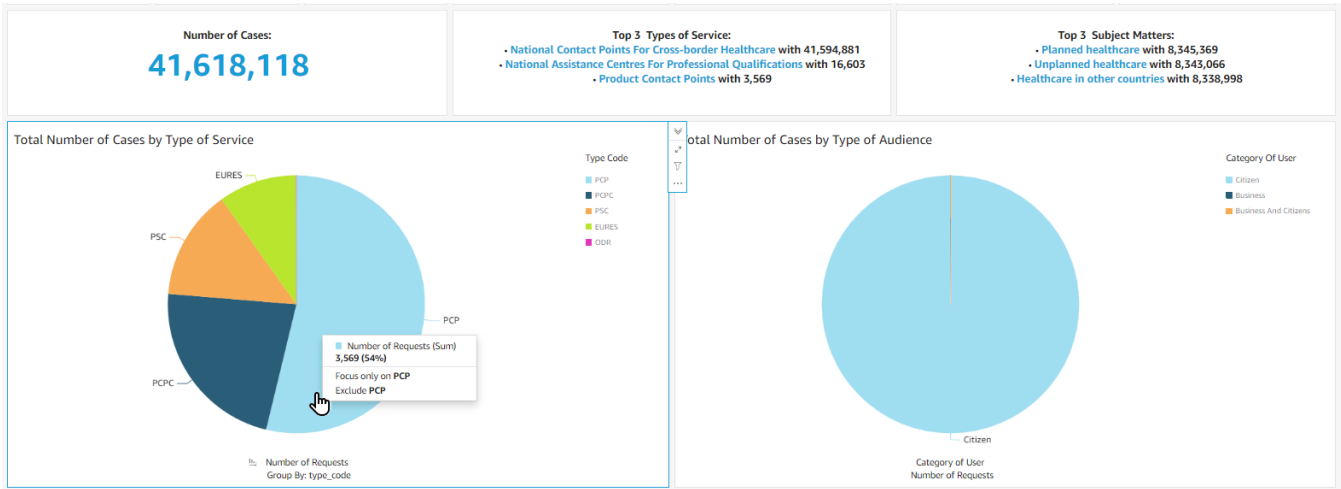 Number of Cases:
41,618,118
Top 3 Types of Service:
• National Contact Points For Cross-border Healthcare with 41,594,881
• National Assistance Centres For Professional Qualifications with 16,603
• Product Contact Points with 3,569
Top 3 Subject Matters:
• Planned healthcare with 8,345,369
• Unplanned healthcare with 8,343,066
• Healthcare in other countries with 8,338,998
Total Number of Cases by Type of Service
Type Code
PCP
PCPC
PSC
EURES
ODR
EURES
PSC
PCP
PCPC
Number of Requests (Sum)
3,569 (54%)
Focus only on PCP
Exclude PCP
Number of Requests
Group By: type_code
otal Number of Cases by Type of Audience
Category Of User
Citizen
Business
Business And Citizens
Citizen
Category of User
Number of Requests